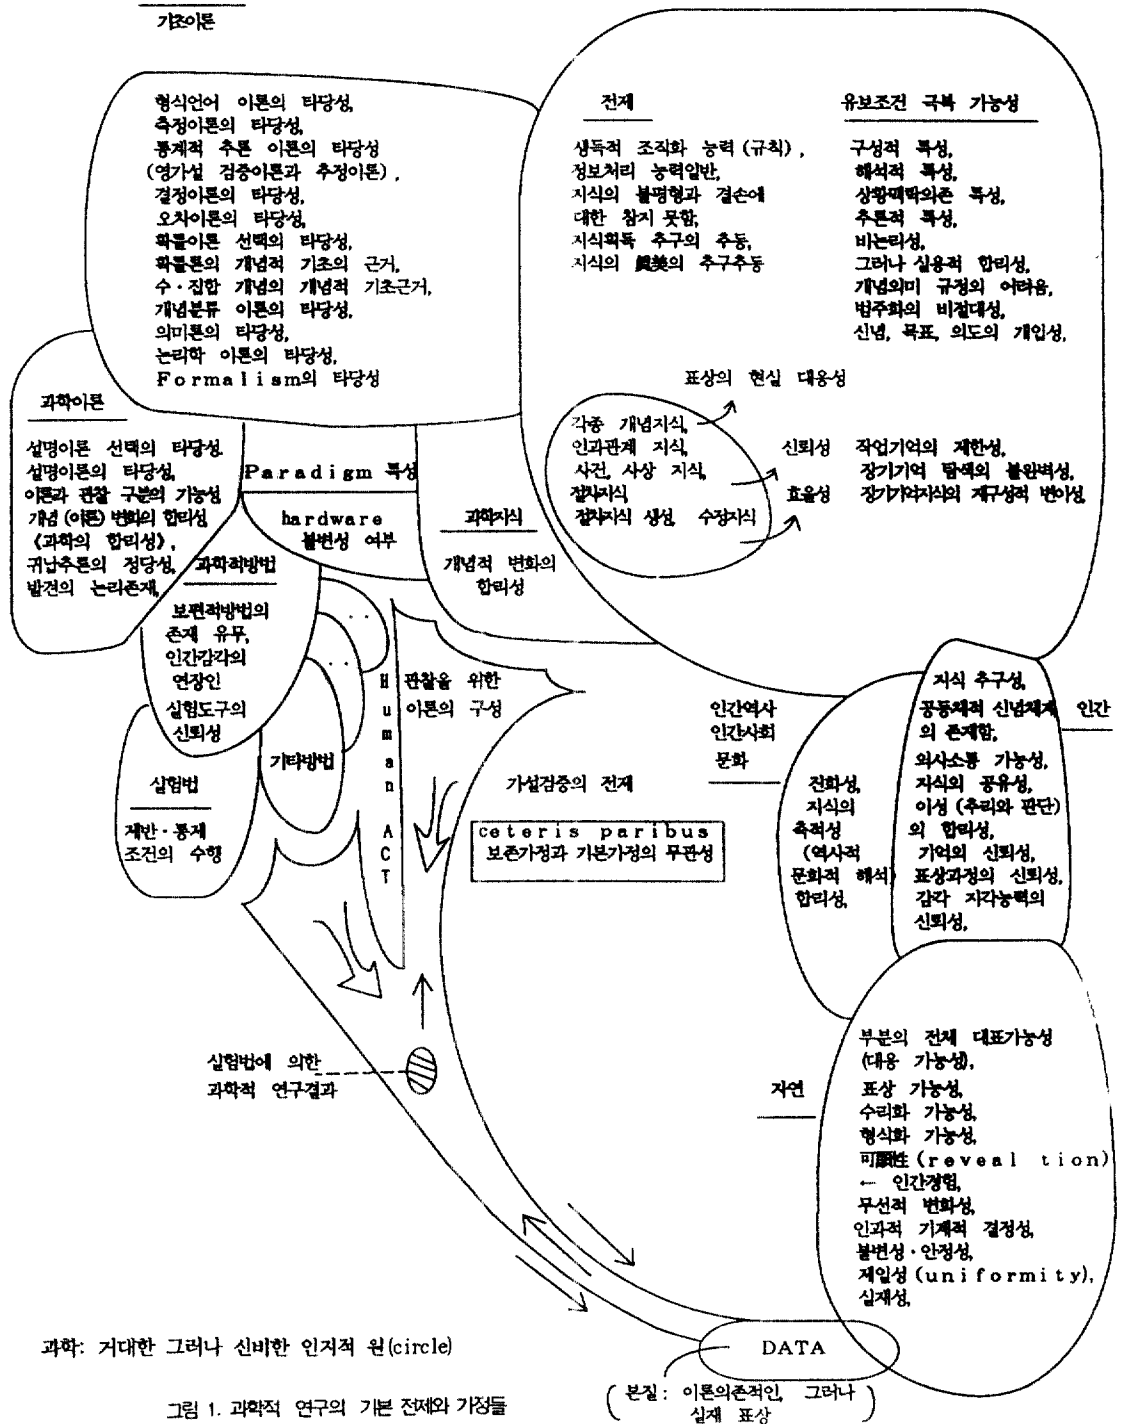 기초이론
형식언어 이론의 타당성,
측정이론의 타당성,
통계적 추론 이론의 타당성
(영가설 검증이론과 추정이론),
결정이론의 타당성,
오차이론의 타당성,
확률이론 선택의 타당성,
확률론의 개념적 기초의 근거,
수·집합 개념의 개념적 기초근거,
개념분류 이론의 타당성,
의미론의 타당성,
논리학 이론의 타당성,
Formalism의 타당성
전제
생득적 조직화 능력(규칙),
정보처리 능력일반,
지식의 불평형과 결손에
대한 참지 못함,
지식획득 추구의 추동,
지식의 眞美의 추구추동
유보조건 극복 가능성
구성적 특성,
해석적 특성,
상황맥락의존 특성,
추론적 특성,
비논리성,
그러나 실용적 합리성,
개념의미 규정의 어려움,
범주화의 비절대성,
신념, 목표, 의도의 개입성,
표상의 현실 대응성
각종 개념지식,
인과관계 지식,
사건, 사상 지식,
절차지식
절차지식 생성, 수정지식
신뢰성
효율성
작업기억의 제한성,
장기기억 탐색의 불완벽성,
장기기억지식의 재구성적 변이성,
과학이론
설명이론 선택의 타당성.
설명이론의 타당성,
이론과 관찰 구분의 가능성
개념(이론) 변화의 합리성
《과학의 합리성》,
귀납추론의 정당성,
발견의 논리존재,
Paradigm 특성
hardware
불변성 여부
과학지식
개념적 변화의
합리성
과학적방법
보편적방법의
존재 유무,
인간감각의
연장인
실험도구의
신뢰성
실험법
제반·통제
조건의 수행
기타방법
. .
. .
Human ACT
관찰을 위한
이론의 구성
가설검증의 전제
ceteris paribus
보존가정과 기본가정의 무관성
인간역사
인간사회
문화
진화성,
지식의
축적성
(역사적
문화적 해석)
합리성,
인간
지식 추구성,
공동체적 신념체계
의 존재함,
의사소통 가능성,
지식의 공유성,
이성(추리와 판단)
의 합리성,
기억의 신뢰성,
표상과정의 신뢰성,
감각 지각능력의
신뢰성,
실험법에 의한
과학적 연구결과
자연
부분의 전체 대표가능성
(대응 가능성),
표상 가능성,
수리화 가능성,
형식화 가능성,
(reveal tion)
← 인간경험,
무선적 변화성,
인과적 기제적 결정성,
불변성·안정성,
제일성(uniformity),
실재성,
DATA
(본질: 이론의존적인, 그러나
실재 표상)
과학: 거대한 그러나 신비한 인지적 원(circle)
그림 1. 과학적 연구의 기본 전제와 가정들